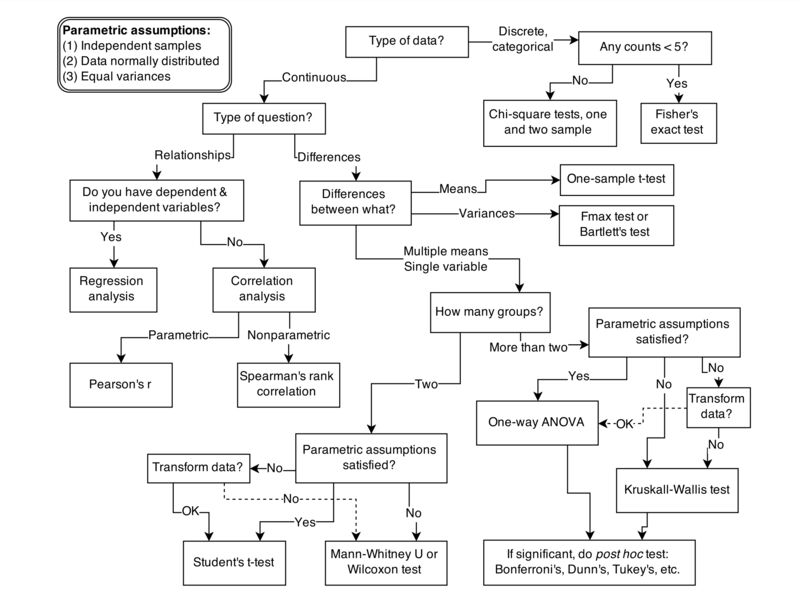 Parametric assumptions:
(1) Independent samples
(2) Data normally distributed
(3) Equal variances
Type of data?
Discrete,
categorical
Any counts < 5?
Continuous
No
Yes
Chi-square tests, one
and two sample
Fisher's
exact test
Type of question?
Relationships
Differences
Do you have dependent &
independent variables?
Differences
between what?
Means
One-sample t-test
Variances
Fmax test or
Bartlett's test
Yes
No
Multiple means
Single variable
Regression
analysis
Correlation
analysis
How many groups?
Parametric
Nonparametric
More than two
Parametric assumptions
satisfied?
Pearson's r
Spearman's rank
correlation
Two
Yes
No
No
Transform
data?
One-way ANOVA
OK
No
Parametric assumptions
satisfied?
Transform data?
No
Kruskall-Wallis test
No
OK
Yes
No
Student's t-test
Mann-Whitney U or
Wilcoxon test
If significant, do post hoc test:
Bonferroni's, Dunn's, Tukey's, etc.